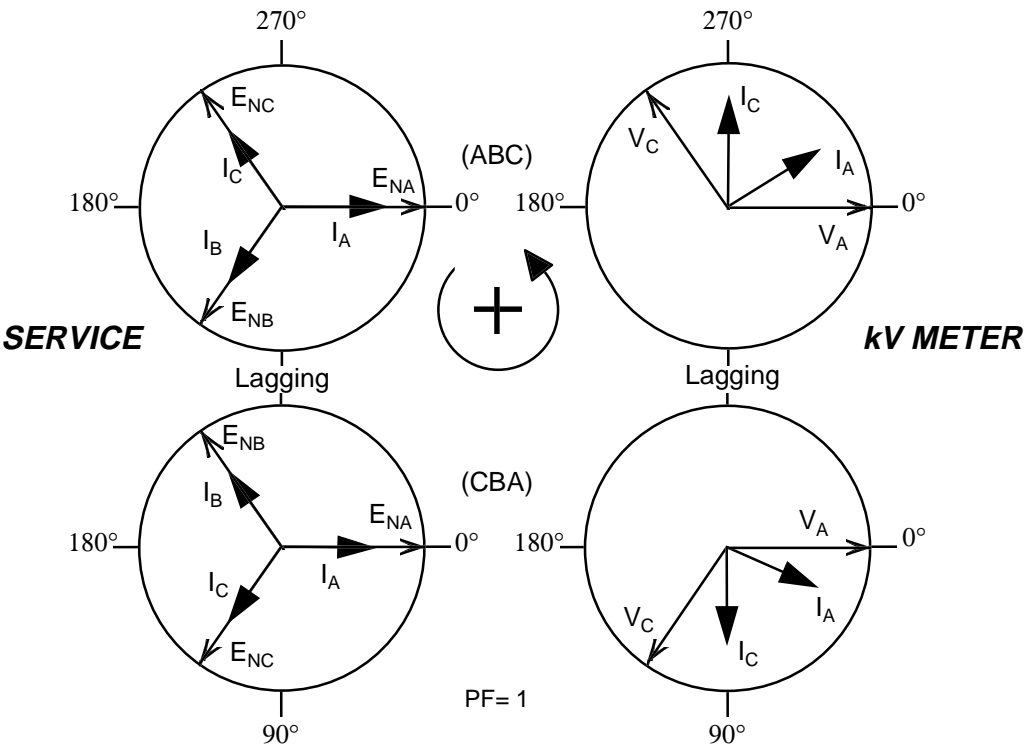 270°
270°
E_NC
I_C
I_C
V_C
(ABC)
I_A
180°
E_NA
0°
180°
0°
I_A
V_A
I_B
E_NB
+
SERVICE
kV METER
Lagging
Lagging
E_NB
(CBA)
I_B
E_NA
V_A
180°
0°
180°
0°
I_A
I_C
I_A
V_C
E_NC
I_C
PF= 1
90°
90°